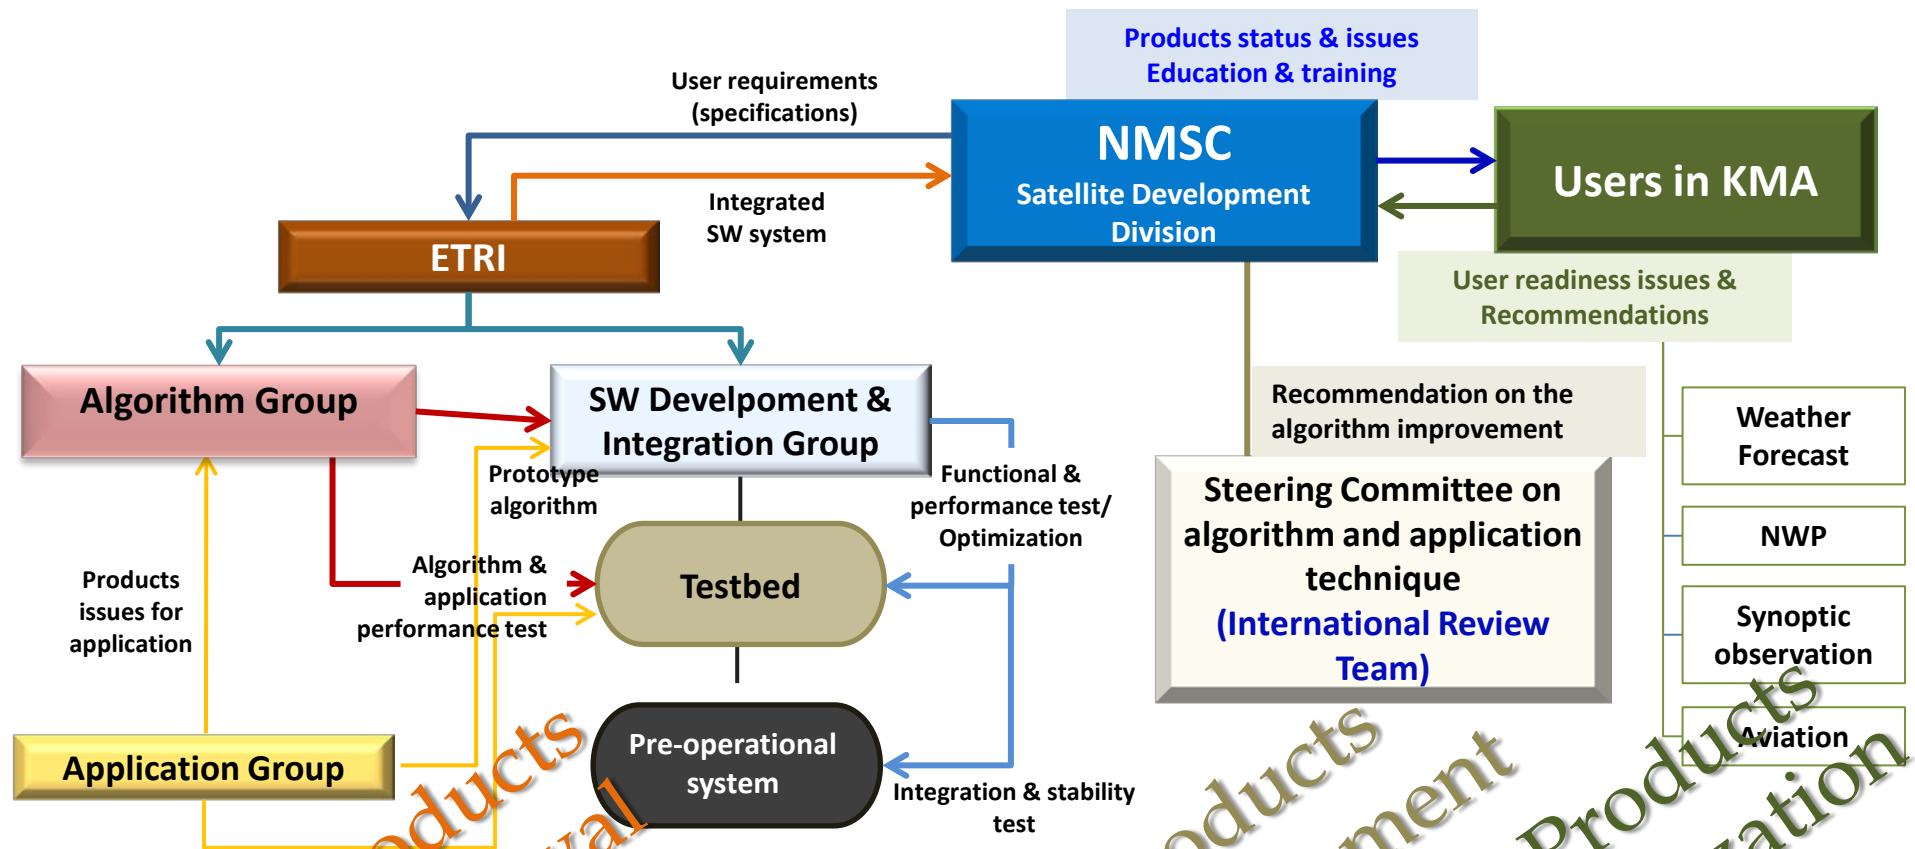 Products status & issues
Education & training
User requirements
(specifications)
NMSC
Satellite Development
Division
Users in KMA
Integrated
SW system
ETRI
User readiness issues &
Recommendations
Algorithm Group
SW Develpoment &
Integration Group
Recommendation on the
algorithm improvement
Weather
Forecast
Prototype
algorithm
Functional &
performance test/
Optimization
Steering Committee on
algorithm and application
technique
(International Review
Team)
NWP
Products
issues for
application
Algorithm &
application
performance test
Testbed
Synoptic
observation
Aviation
Application Group
Pre-operational
system
Integration & stability
test
Products